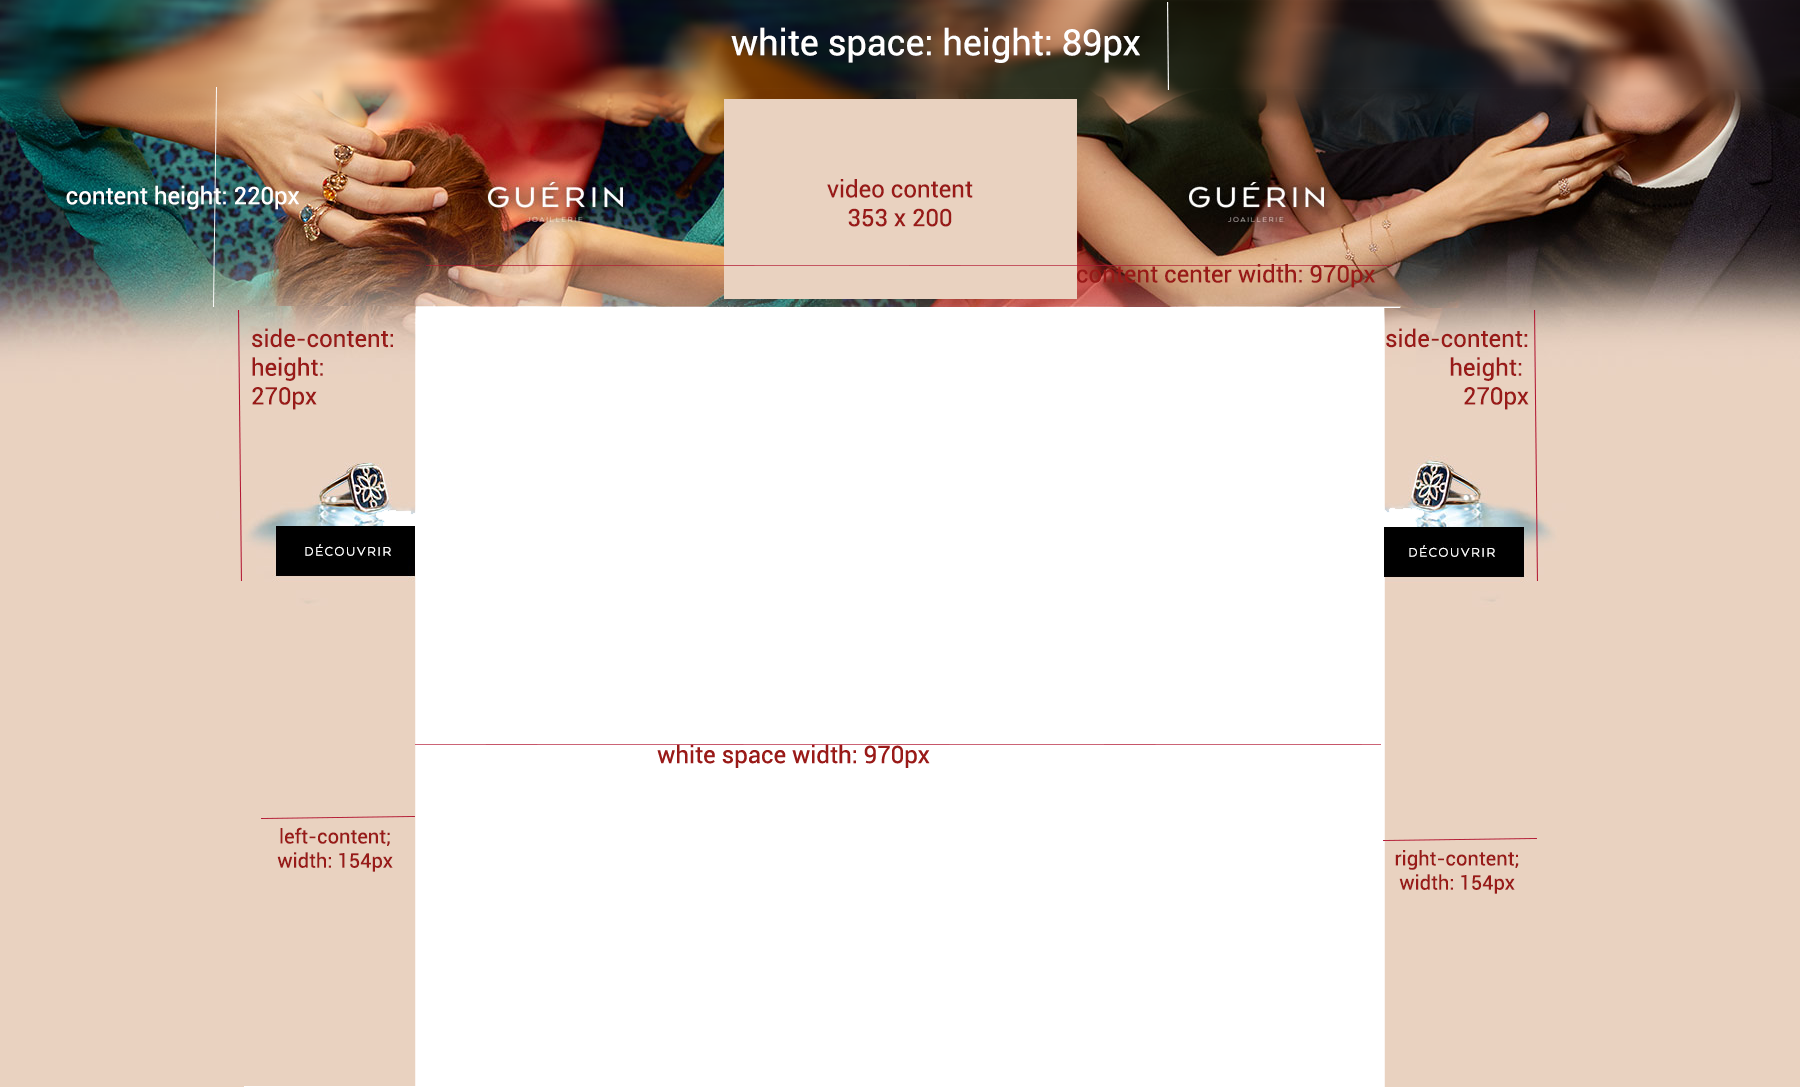 white space: height: 89px
content height: 220px
GUÉRIN
JOAILLERIE
video content
353 x 200
GUÉRIN
JOAILLERIE
content center width: 970px
side-content:
height:
270px
side-content:
height:
270px
DÉCOUVRIR
DÉCOUVRIR
white space width: 970px
left-content;
width: 154px
right-content;
width: 154px